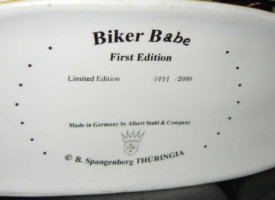 Biker Babe
First Edition
Limited Edition /2000
Made in Germany by Albert Stahl & Company
© B. Spangenberg THÜRINGIA